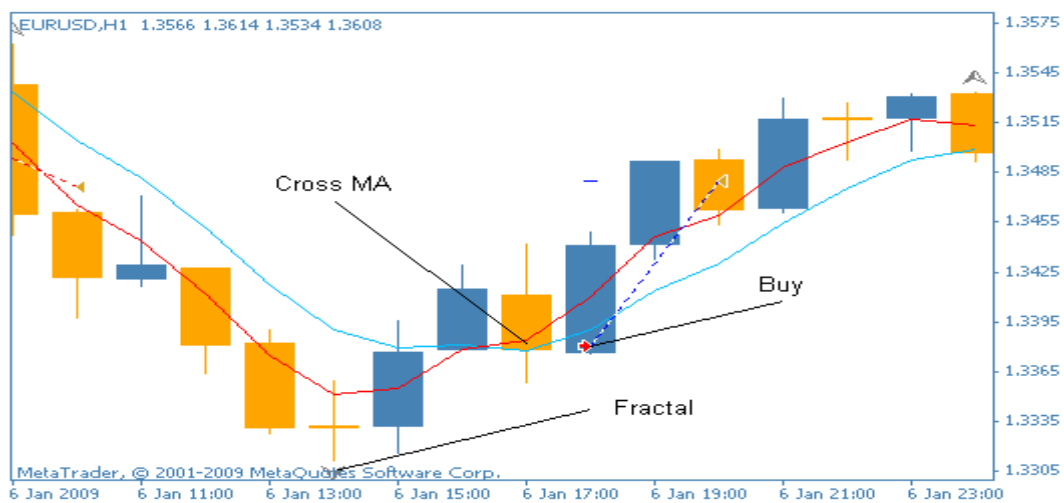 EURUSD,H1 1.3566 1.3614 1.3534 1.3608
1.3575
1.3545
1.3515
1.3485
1.3455
1.3425
1.3395
1.3365
1.3335
1.3305
Cross MA
Buy
Fractal
MetaTrader, © 2001-2009 MetaQuotes Software Corp.
6 Jan 2009 6 Jan 11:00 6 Jan 13:00 6 Jan 15:00 6 Jan 17:00 6 Jan 19:00 6 Jan 21:00 6 Jan 23:00